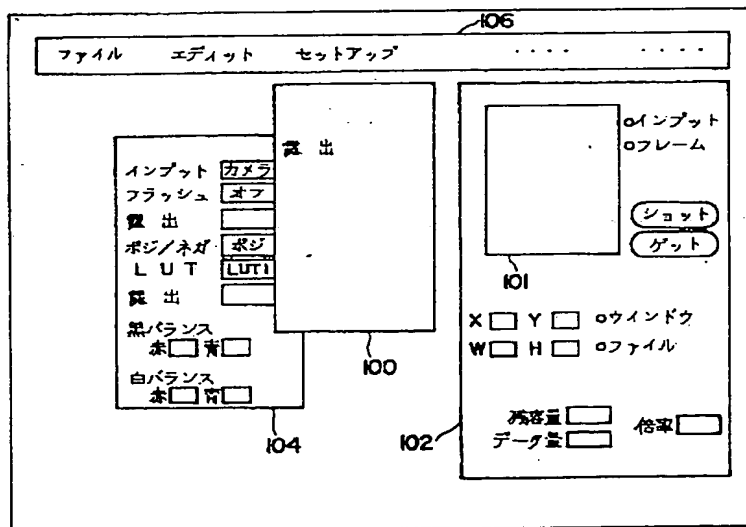 106
ファイル エディット セットアップ ‥‥ ‥‥
露出
インプット カメラ
フラッシュ オフ
露出
ポジ/ネガ ポジ
LUT LUT1
露出
黒バランス
赤 青
白バランス
赤 青
104
100
インプット
フレーム
ショット
ゲット
101
X Y ウインドウ
W H ファイル
残容量
データ量
倍率
102